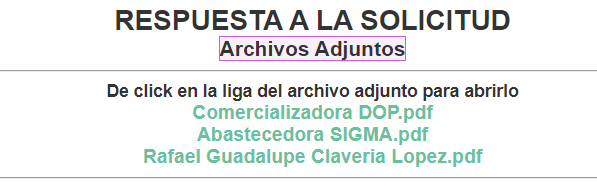 RESPUESTA A LA SOLICITUD
Archivos Adjuntos
De click en la liga del archivo adjunto para abrirlo
Comercializadora DOP.pdf
Abastecedora SIGMA.pdf
Rafael Guadalupe Claveria Lopez.pdf